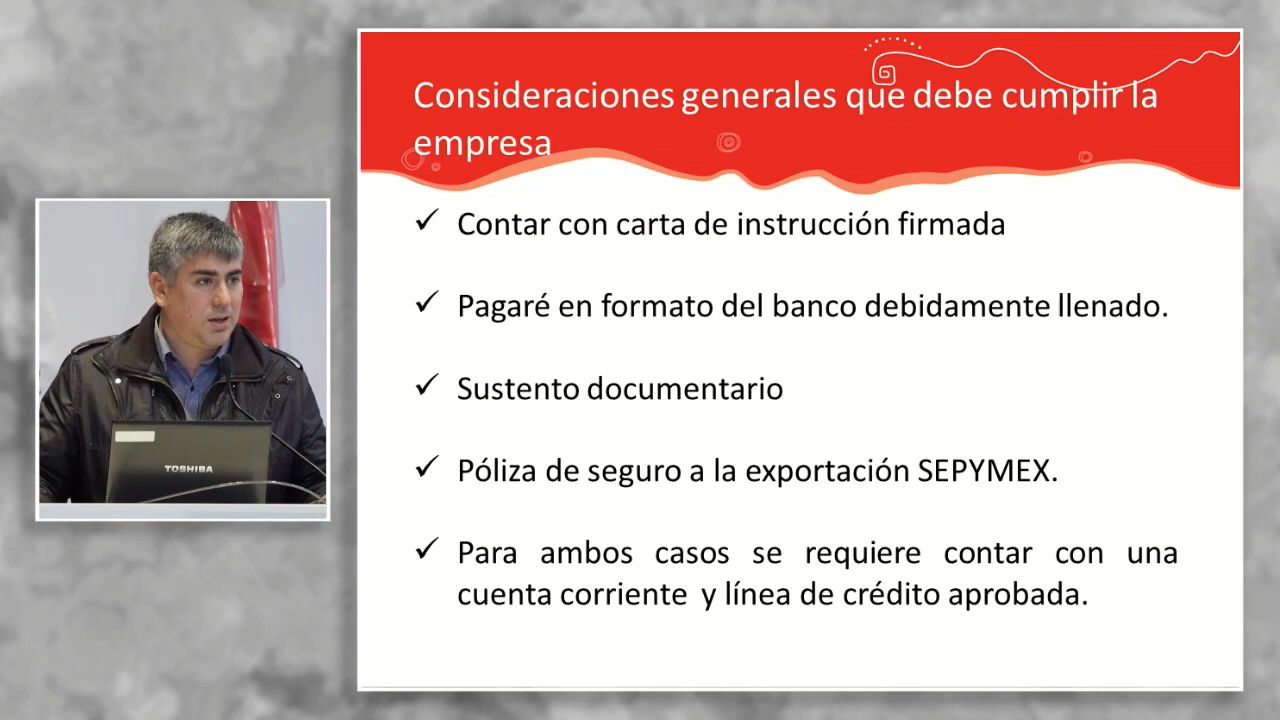 Consideraciones generales que debe cumplir la
empresa
✓ Contar con carta de instrucción firmada
✓ Pagaré en formato del banco debidamente llenado.
✓ Sustento documentario
✓ Póliza de seguro a la exportación SEPYMEX.
✓ Para ambos casos se requiere contar con una
cuenta corriente y línea de crédito aprobada.
TOSHIBA